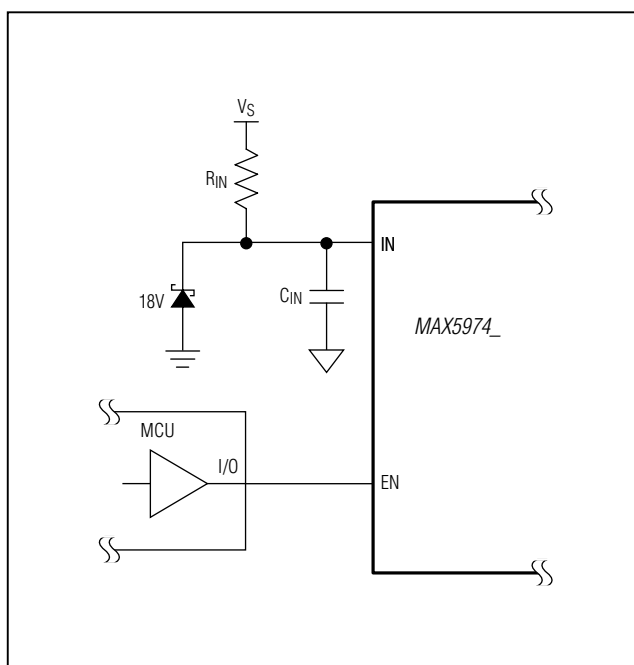 VS
RIN
IN
18V
CIN
MAX5974_
MCU
I/O
EN